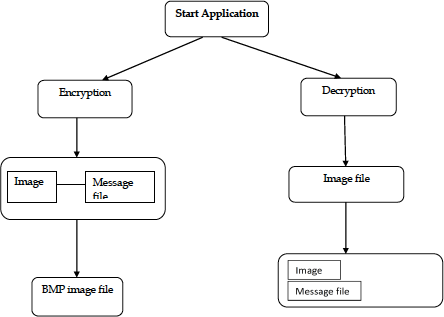 Start Application
Encryption
Decryption
Image
Message
file
Image file
BMP image file
Image
Message file